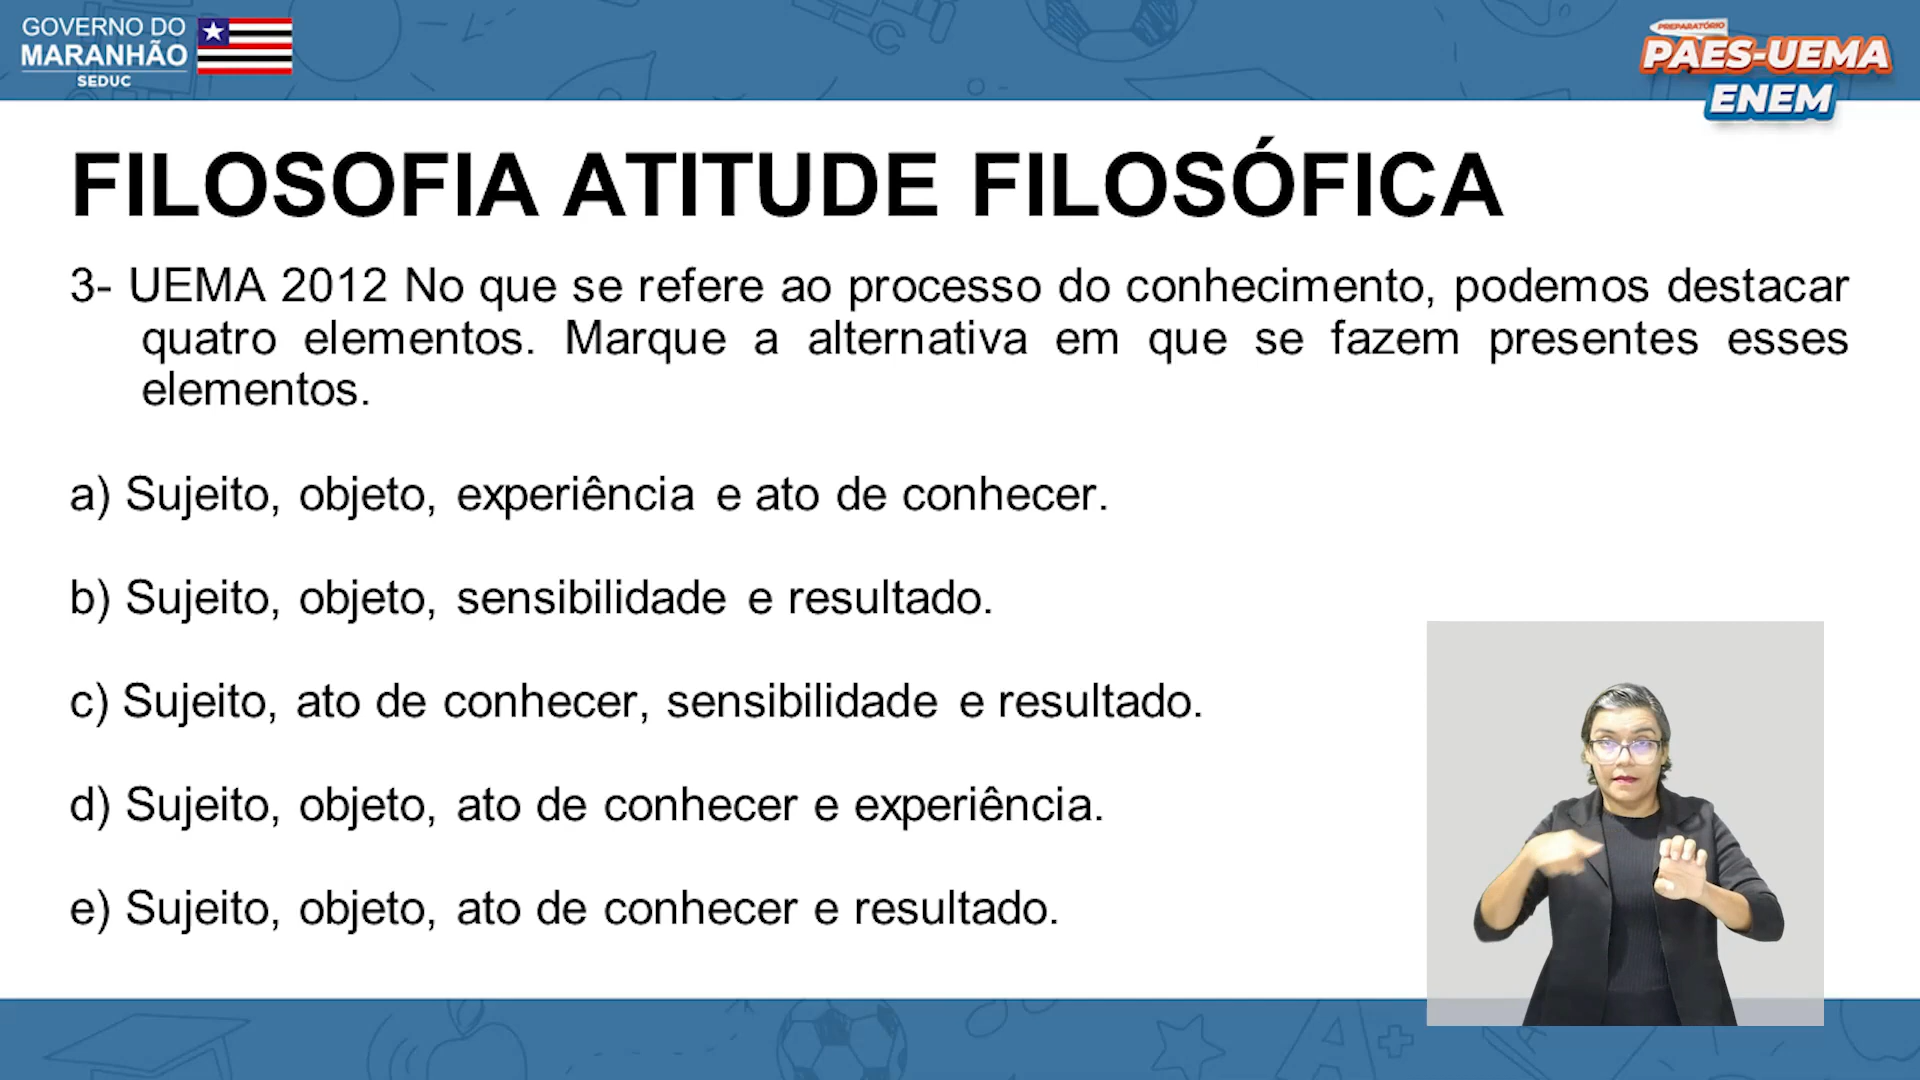 GOVERNO DO
MARANHÃO
SEDUC
PREPARATÓRIO
PAES-UEMA
ENEM
FILOSOFIA ATITUDE FILOSÓFICA
3- UEMA 2012 No que se refere ao processo do conhecimento, podemos destacar
quatro elementos. Marque a alternativa em que se fazem presentes esses
elementos.
a) Sujeito, objeto, experiência e ato de conhecer.
b) Sujeito, objeto, sensibilidade e resultado.
c) Sujeito, ato de conhecer, sensibilidade e resultado.
d) Sujeito, objeto, ato de conhecer e experiência.
e) Sujeito, objeto, ato de conhecer e resultado.
A+